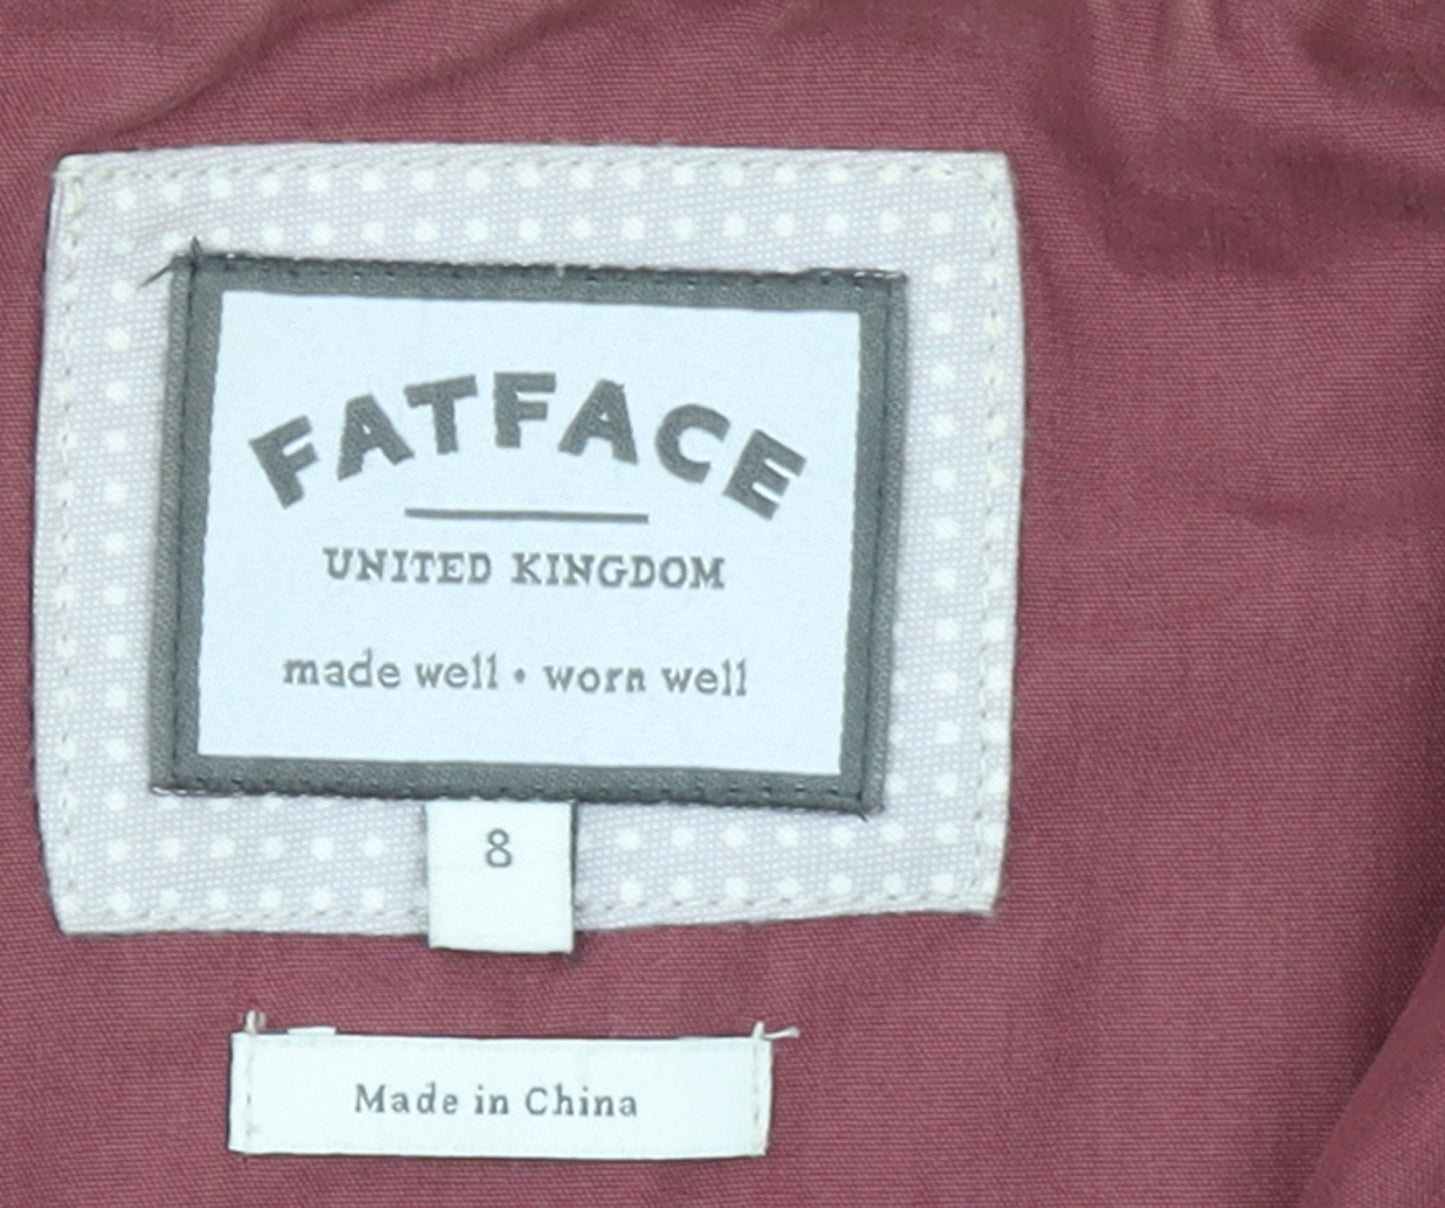 FATFACE
UNITED KINGDOM
made well • worn well
8
Made in China